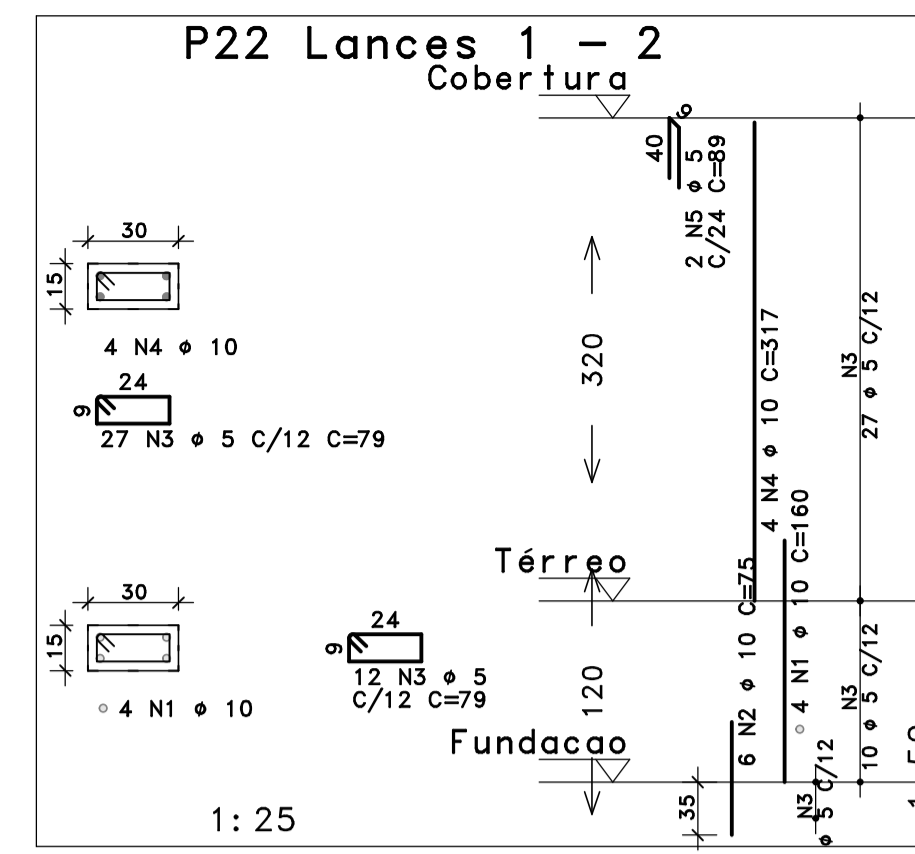 P22 Lances 1 - 2
Cobertura
6
40
2 N5 ø 5
C/24 C=89
30
15
4 N4 ø 10
24
9
27 N3 ø 5 C/12 C=79
320
4 N4 ø 10 C=317
N3
27 ø 5 C/12
Térreo
30
15
4 N1 ø 10
24
9
12 N3 ø 5
C/12 C=79
120
6 N2 ø 10 C=75
4 N1 ø 10 C=160
N3
10 ø 5 C/12
Fundacao
35
N3
ø 5 C/12
1:25